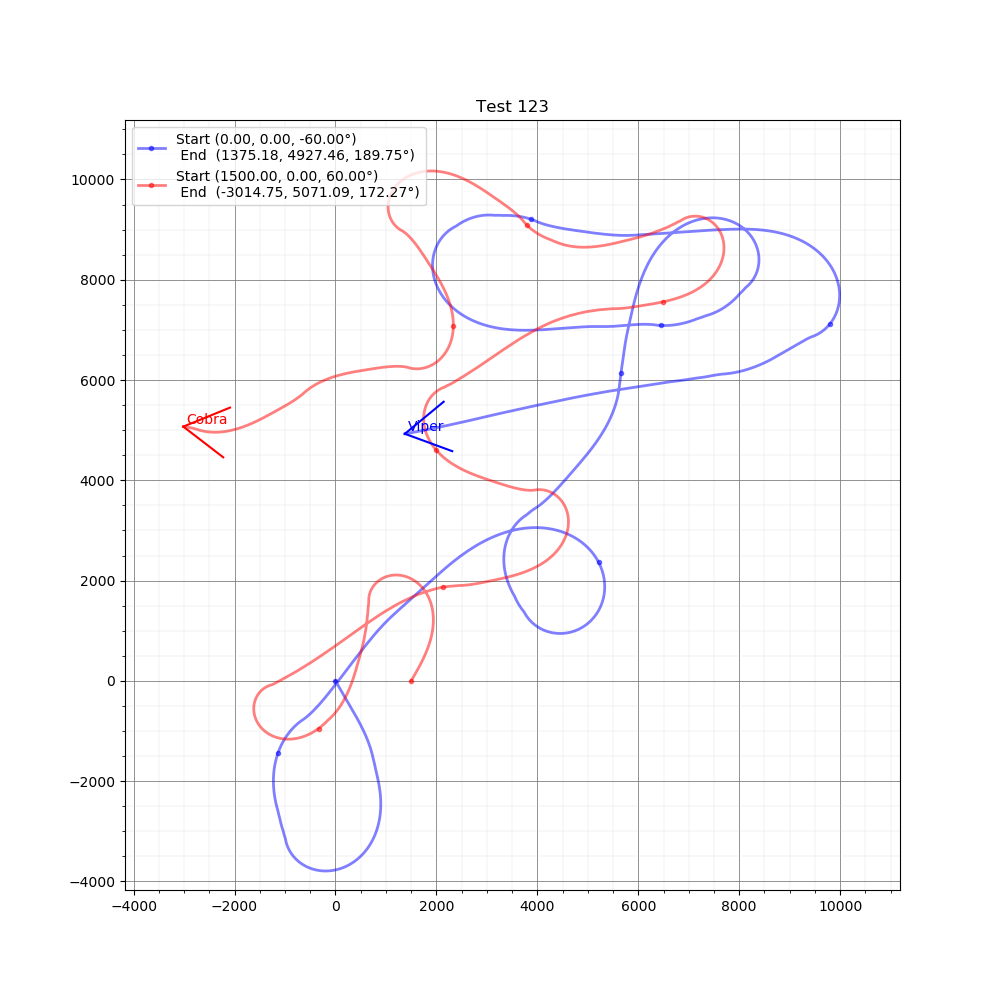 Test 123
Start (0.00, 0.00, -60.00°)
End (1375.18, 4927.46, 189.75°)
Start (1500.00, 0.00, 60.00°)
End (-3014.75, 5071.09, 172.27°)
10000
8000
6000
4000
2000
0
−2000
−4000
Cobra
Viper
−4000 −2000 0 2000 4000 6000 8000 10000